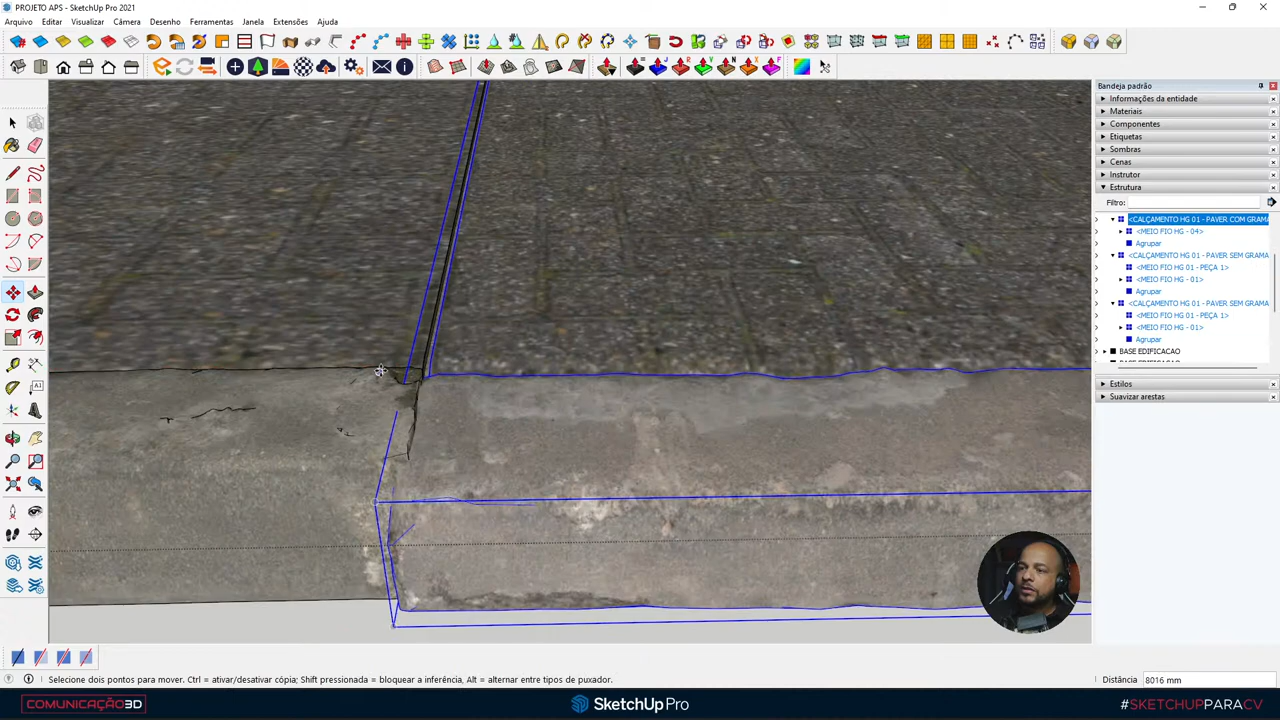 PROJETO APS - SketchUp Pro 2021
Arquivo Editar Visualizar Câmera Desenho Ferramentas Janela Extensões Ajuda
Bandeja padrão
Informações da entidade
Materiais
Componentes
Etiquetas
Sombras
Cenas
Instrutor
Estrutura
Filtro:
<CALÇAMENTO HG 01 - PAVER COM GRAMA
<MEIO FIO HG - 04>
Agrupar
<CALÇAMENTO HG 01 - PAVER SEM GRAMA
<MEIO FIO HG 01 - PEÇA 1>
<MEIO FIO HG - 01>
Agrupar
<CALÇAMENTO HG 01 - PAVER SEM GRAMA
<MEIO FIO HG 01 - PEÇA 1>
<MEIO FIO HG - 01>
Agrupar
BASE EDIFICACAO
Estilos
Suavizar arestas
Selecione dois pontos para mover. Ctrl = ativar/desativar cópia; Shift pressionada = bloquear a inferência, Alt = alternar entre tipos de puxador.
Distância 8016 mm
COMUNICAÇÃO3D
SketchUp Pro
#SKETCHUPPARACV